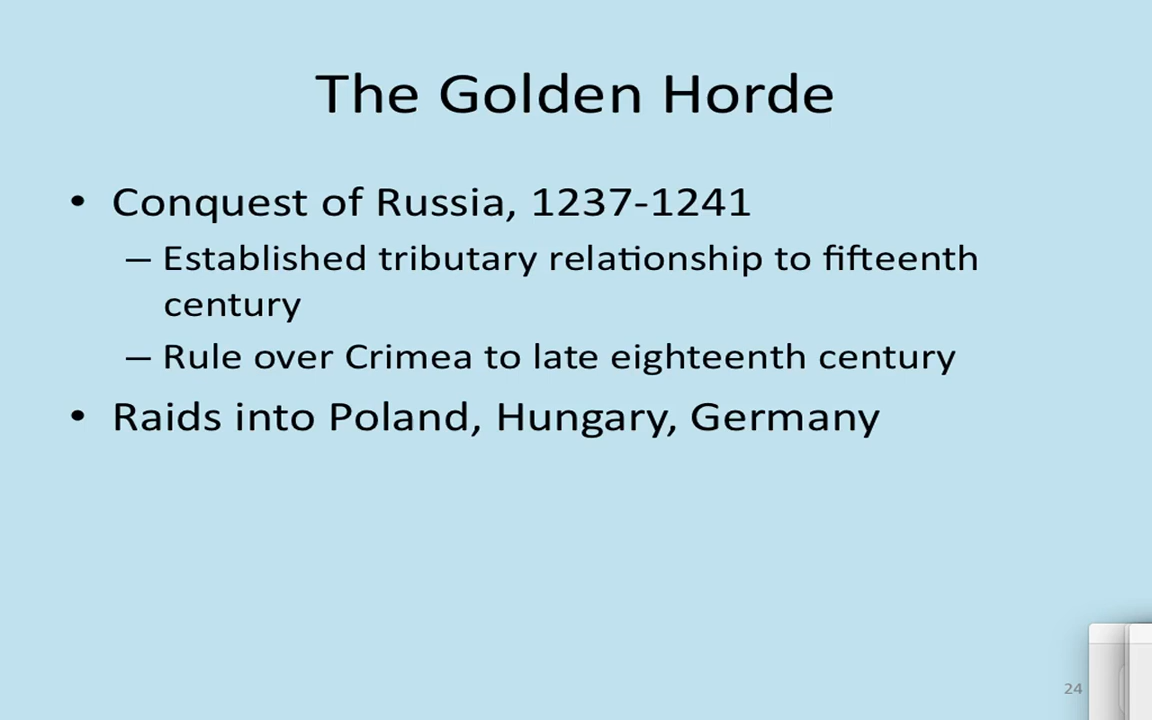 The Golden Horde
• Conquest of Russia, 1237-1241
– Established tributary relationship to fifteenth
century
– Rule over Crimea to late eighteenth century
• Raids into Poland, Hungary, Germany
24